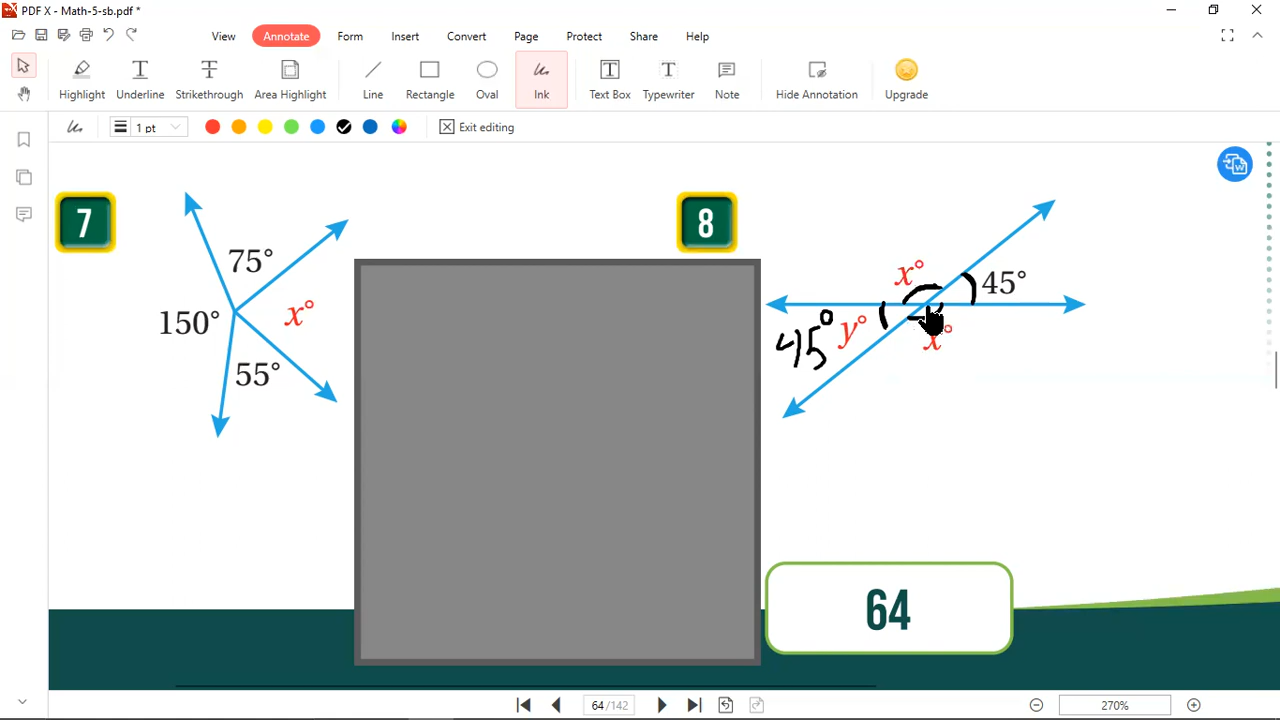 PDF X - Math-5-sb.pdf *
View Annotate Form Insert Convert Page Protect Share Help
Highlight Underline Strikethrough Area Highlight Line Rectangle Oval Ink Text Box Typewriter Note Hide Annotation Upgrade
1 pt Exit editing
7
75°
150°
x°
55°
8
x°
45°
45°
y°
x°
64
64 /142
270%